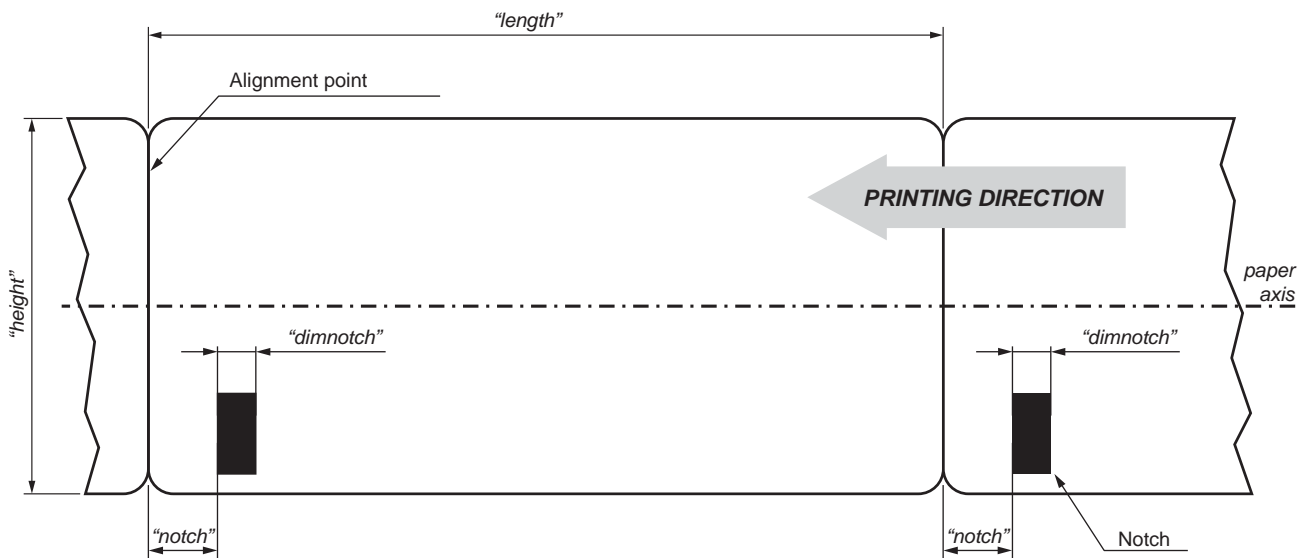 “length”
Alignment point
PRINTING DIRECTION
“height”
paper
axis
“dimnotch”
“dimnotch”
“notch”
“notch”
Notch